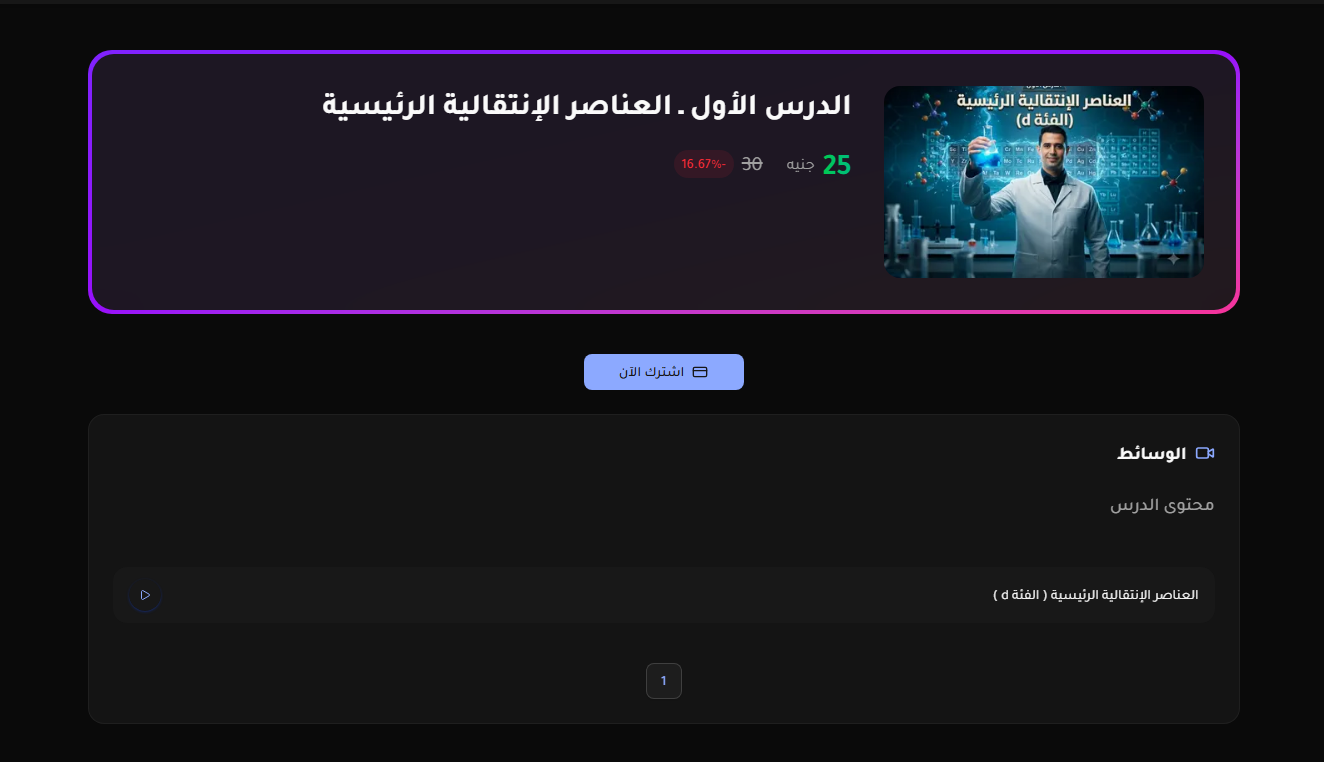 العناصر الإنتقالية الرئيسية
(الفئة d)
الدرس الأول . العناصر الإنتقالية الرئيسية
25 جنيه 30 -16.67%
اشترك الآن
الوسائط
محتوى الدرس
العناصر الإنتقالية الرئيسية ( الفئة d )
1